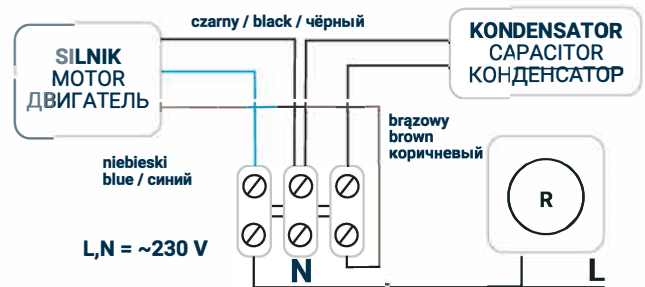 czarny / black / чёрный
SILNIK
MOTOR
ДВИГАТЕЛЬ
KONDENSATOR
CAPACITOR
КОНДЕНСАТОР
brązowy
brown
коричневый
niebieski
blue / синий
R
L,N = ~230 V
N
L